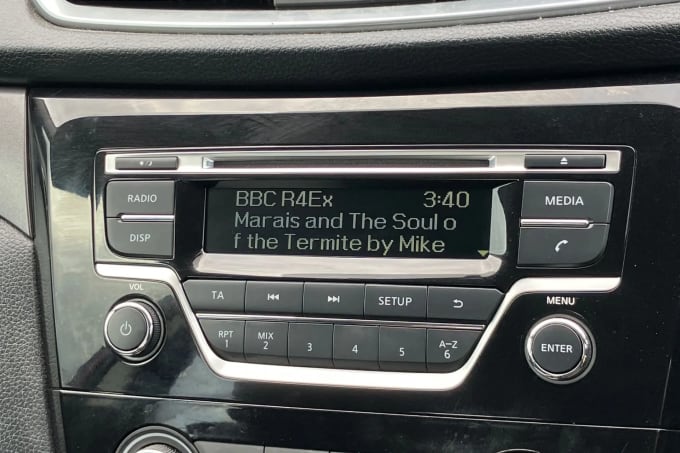 RADIO
DISP
BBC R4Ex 3:40
Marais and The Soul o
f the Termite by Mike
MEDIA
TA
SETUP
VOL
MENU
RPT
1
MIX
2
3
4
5
A-Z
6
ENTER